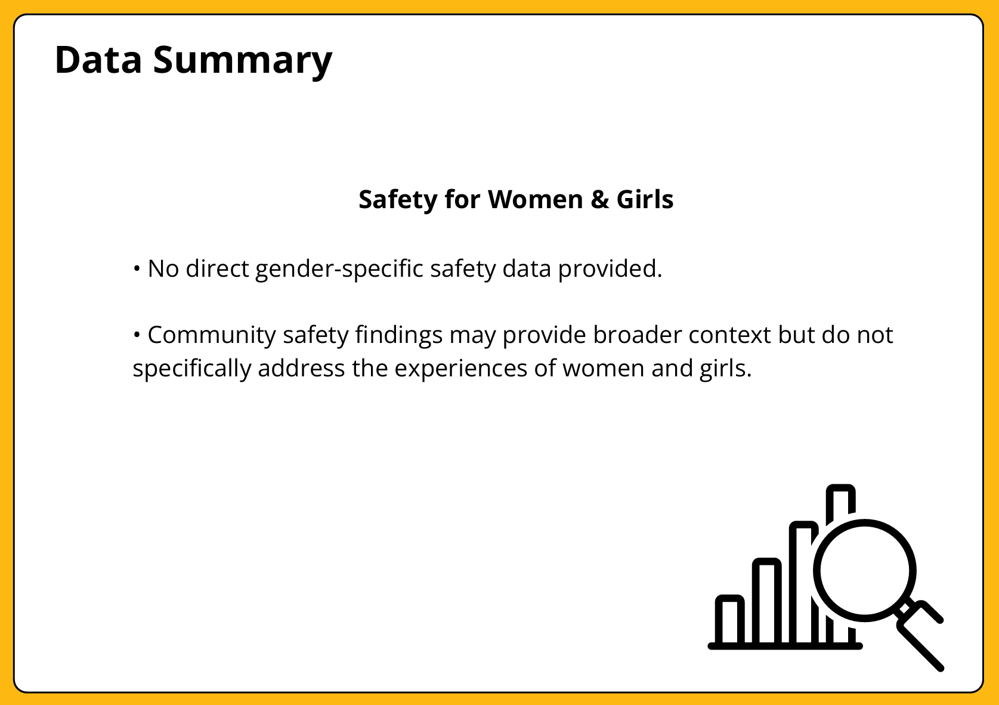 Data Summary
Safety for Women & Girls
• No direct gender-specific safety data provided.
• Community safety findings may provide broader context but do not
specifically address the experiences of women and girls.